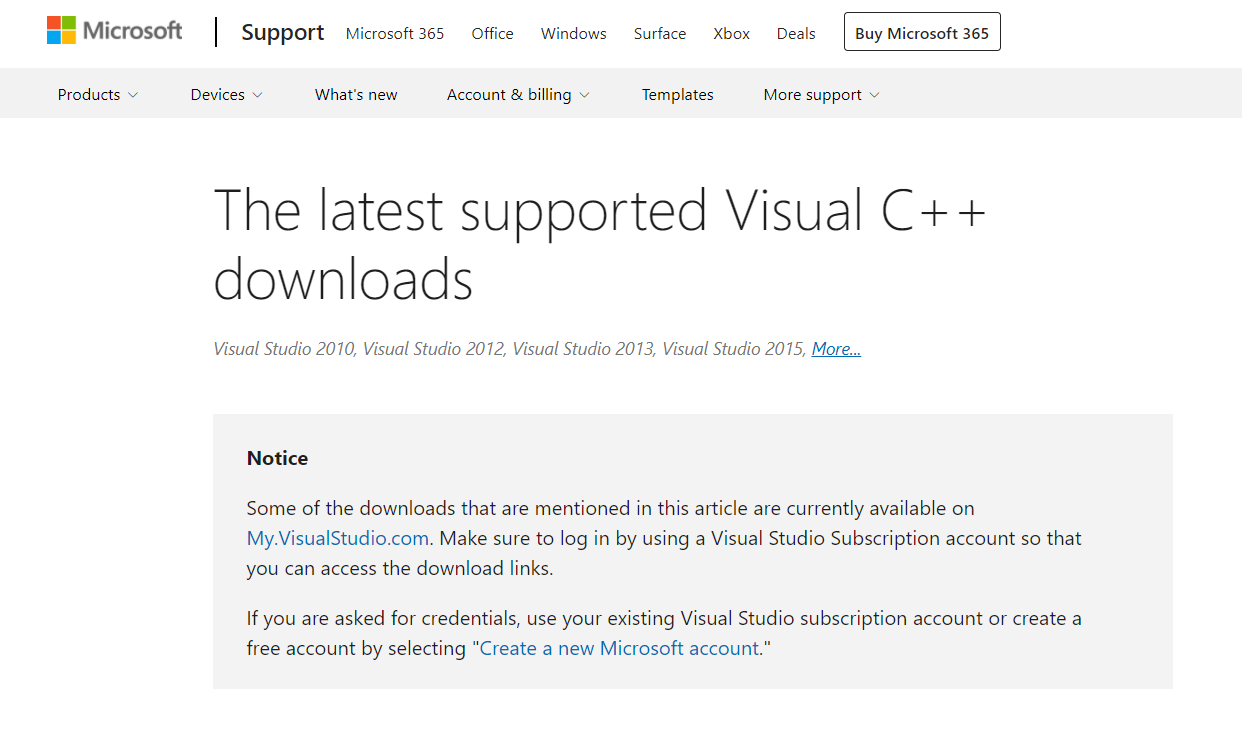 Microsoft Support Microsoft 365 Office Windows Surface Xbox Deals Buy Microsoft 365
Products Devices What's new Account & billing Templates More support
The latest supported Visual C++
downloads
Visual Studio 2010, Visual Studio 2012, Visual Studio 2013, Visual Studio 2015, More...
Notice
Some of the downloads that are mentioned in this article are currently available on
My.VisualStudio.com. Make sure to log in by using a Visual Studio Subscription account so that
you can access the download links.
If you are asked for credentials, use your existing Visual Studio subscription account or create a
free account by selecting "Create a new Microsoft account."